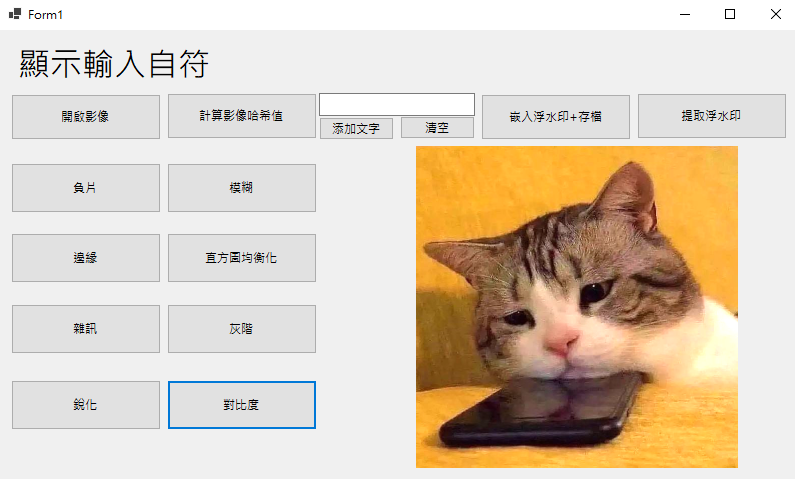 Form1
顯示輸入自符
開啟影像
計算影像哈希值
添加文字
清空
嵌入浮水印+存檔
提取浮水印
負片
模糊
邊緣
直方圖均衡化
雜訊
灰階
銳化
對比度